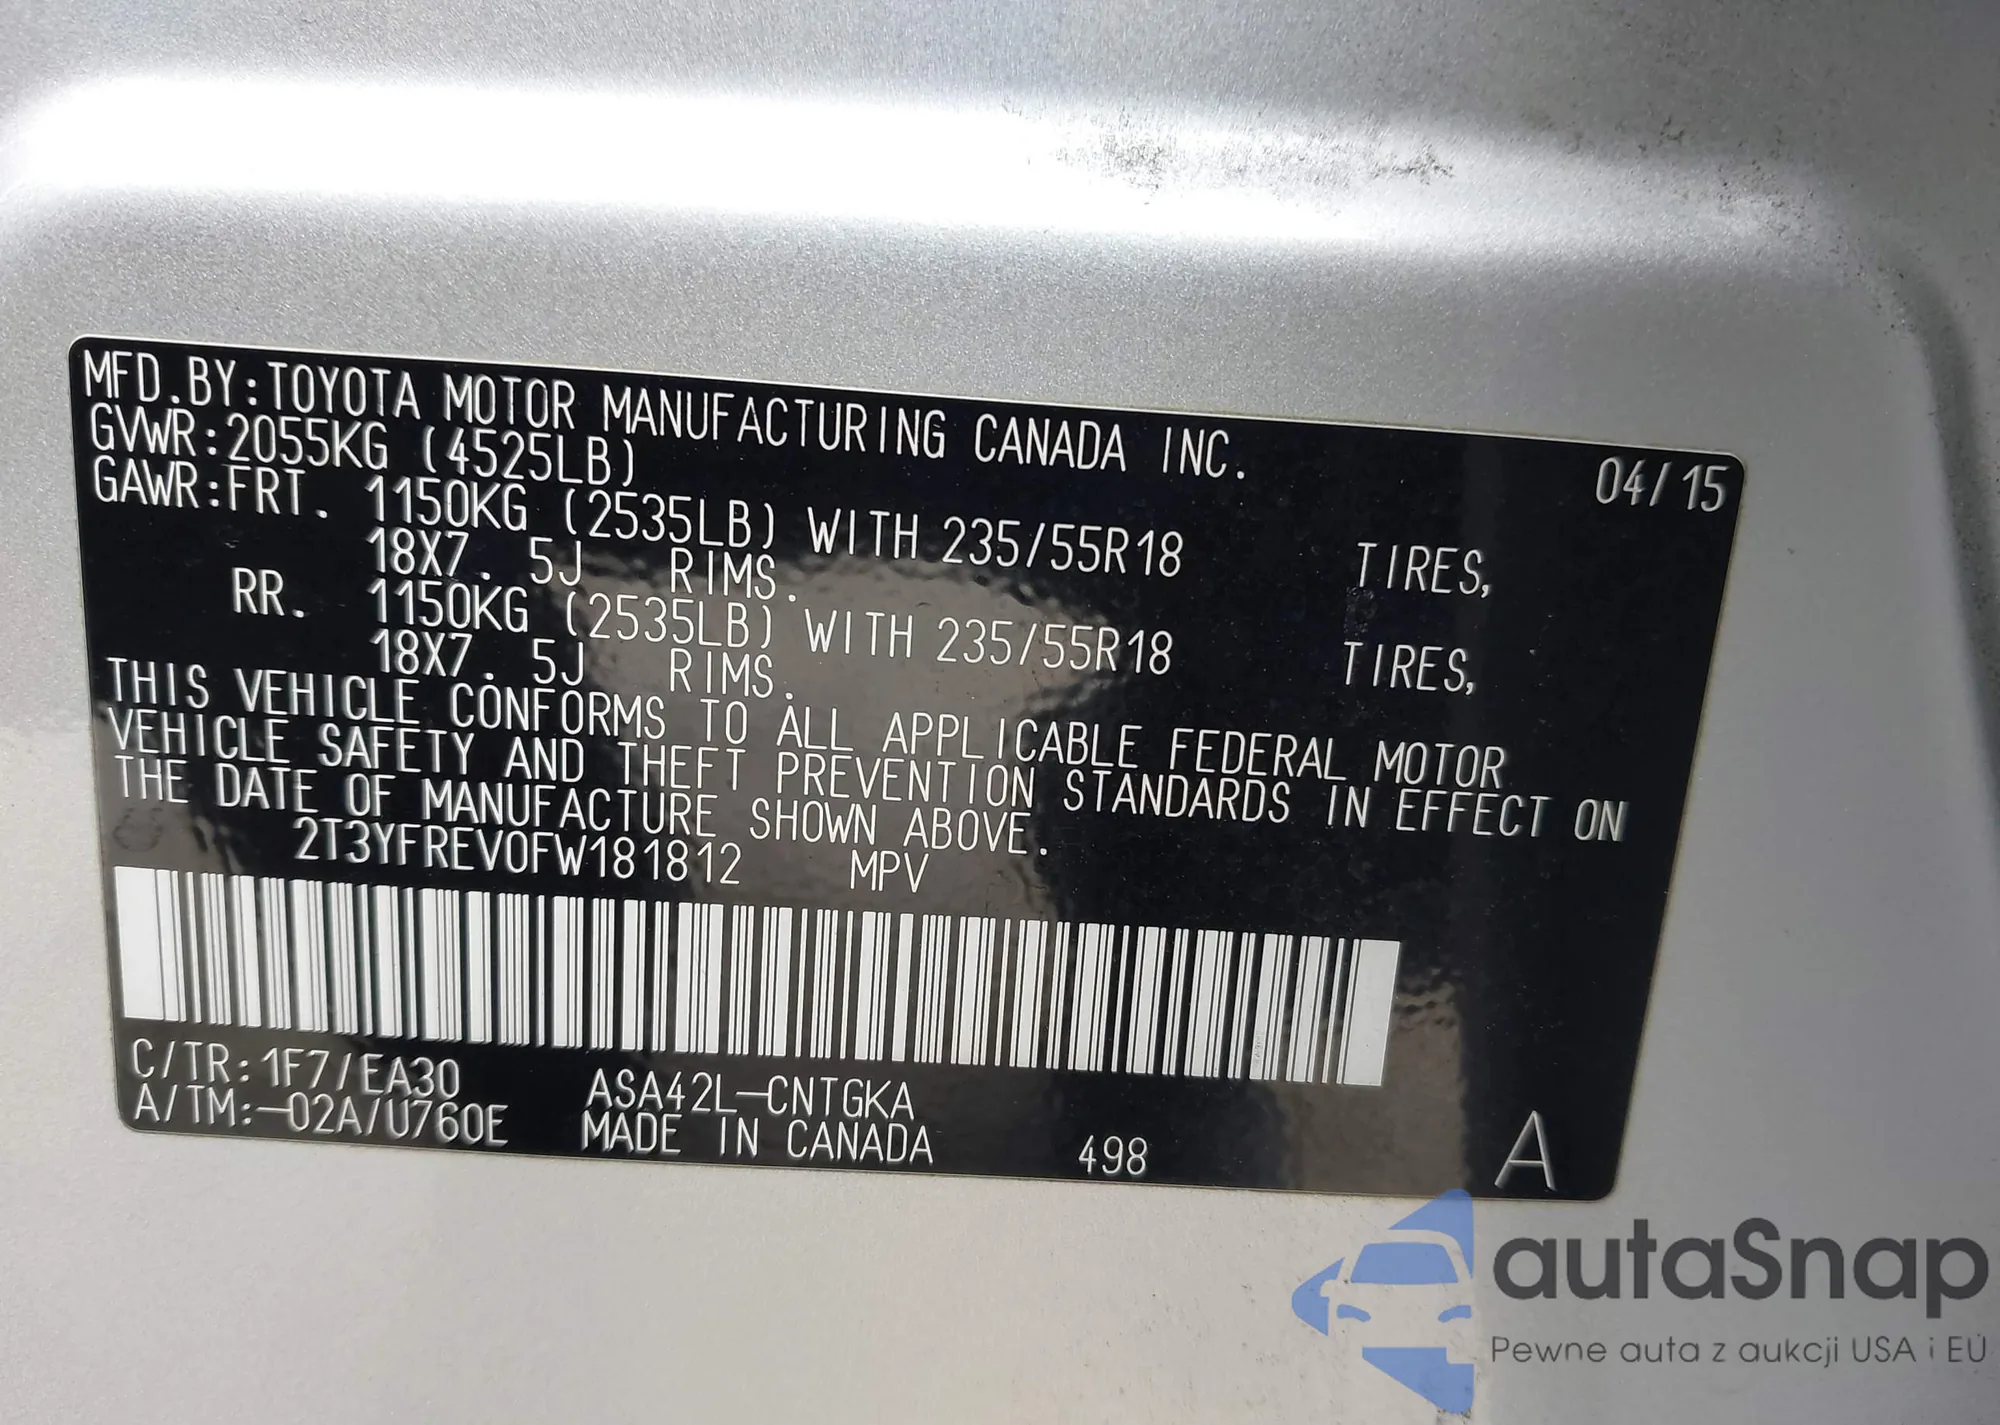 MFD.BY:TOYOTA MOTOR MANUFACTURING CANADA INC. 04/15
GVWR:2055KG (4525LB)
GAWR:FRT. 1150KG (2535LB) WITH 235/55R18 TIRES,
18X7.5J RIMS.
RR. 1150KG (2535LB) WITH 235/55R18 TIRES,
18X7.5J RIMS.
THIS VEHICLE CONFORMS TO ALL APPLICABLE FEDERAL MOTOR
VEHICLE SAFETY AND THEFT PREVENTION STANDARDS IN EFFECT ON
THE DATE OF MANUFACTURE SHOWN ABOVE.
2T3YFREV0FW181812 MPV
C/TR:1F7/EA30 ASA42L-CNTGKA
A/TM:-02A/U760E MADE IN CANADA 498 A
autaSnap
Pewne auta z aukcji USA i EU